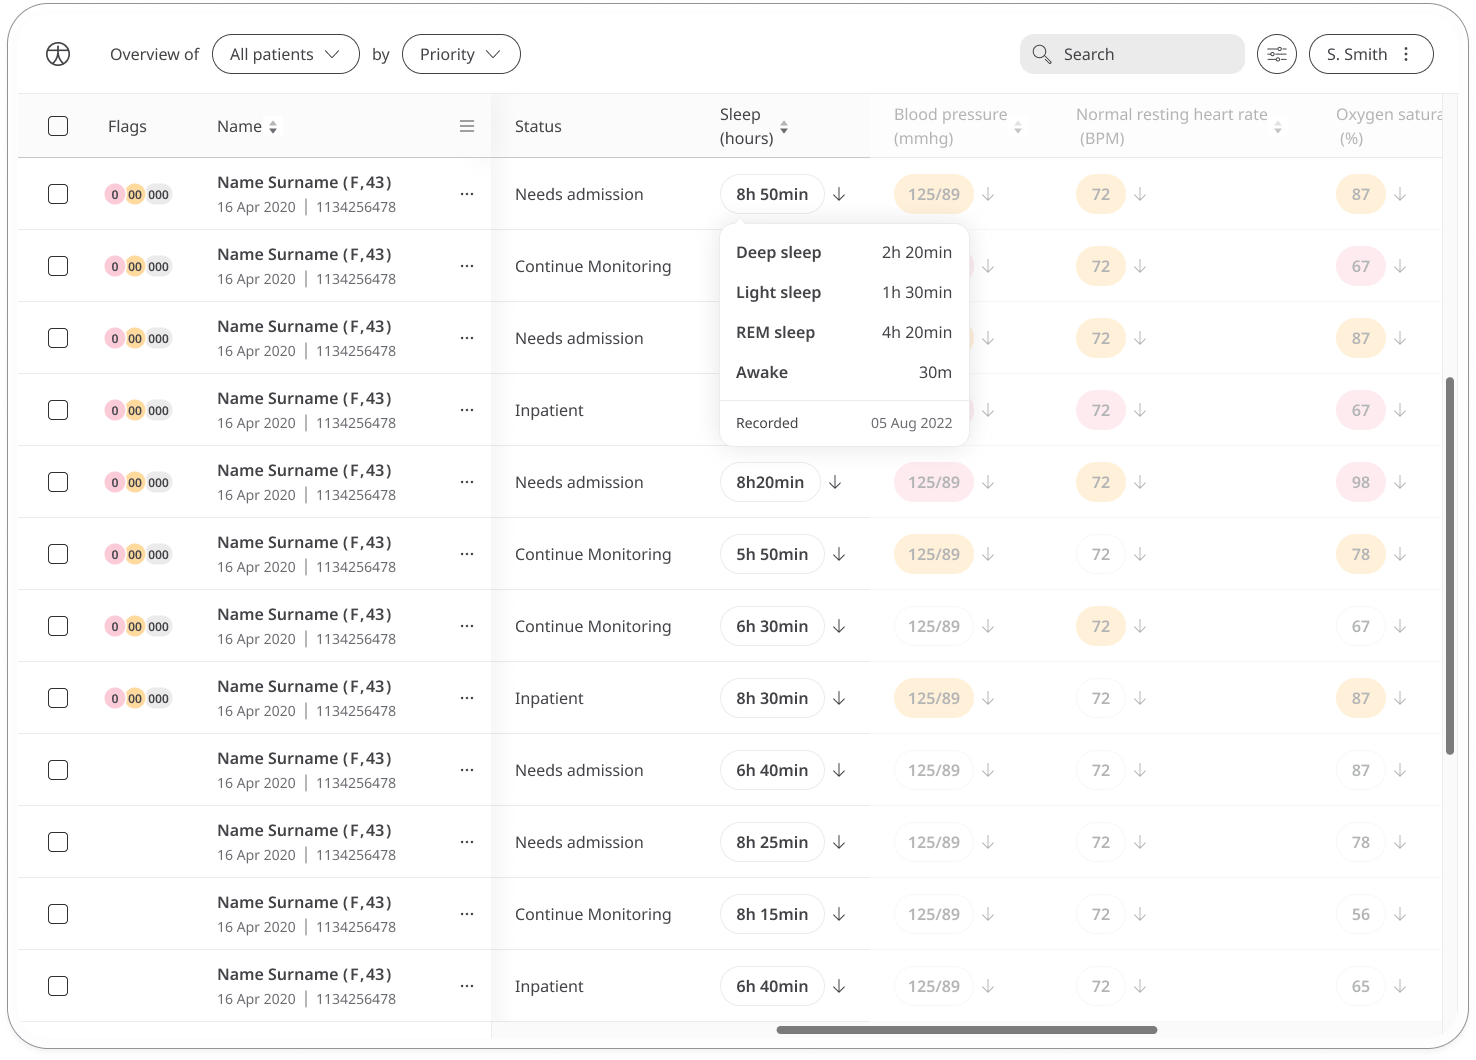 Overview of All patients by Priority Search S. Smith
Flags Name Status Sleep (hours) Blood pressure (mmhg) Normal resting heart rate (BPM) Oxygen satura (%)
0 00 000 Name Surname (F,43) Needs admission 8h 50min 125/89 72 87
16 Apr 2020 | 1134256478
Deep sleep 2h 20min
Light sleep 1h 30min
REM sleep 4h 20min
Awake 30m
Recorded 05 Aug 2022
0 00 000 Name Surname (F,43) Continue Monitoring 72 67
16 Apr 2020 | 1134256478
0 00 000 Name Surname (F,43) Needs admission 72 87
16 Apr 2020 | 1134256478
0 00 000 Name Surname (F,43) Inpatient 72 67
16 Apr 2020 | 1134256478
0 00 000 Name Surname (F,43) Needs admission 8h20min 125/89 72 98
16 Apr 2020 | 1134256478
0 00 000 Name Surname (F,43) Continue Monitoring 5h 50min 125/89 72 78
16 Apr 2020 | 1134256478
0 00 000 Name Surname (F,43) Continue Monitoring 6h 30min 125/89 72 67
16 Apr 2020 | 1134256478
0 00 000 Name Surname (F,43) Inpatient 8h 30min 125/89 72 87
16 Apr 2020 | 1134256478
Name Surname (F,43) Needs admission 6h 40min 125/89 72 87
16 Apr 2020 | 1134256478
Name Surname (F,43) Needs admission 8h 25min 125/89 72 78
16 Apr 2020 | 1134256478
Name Surname (F,43) Continue Monitoring 8h 15min 125/89 72 56
16 Apr 2020 | 1134256478
Name Surname (F,43) Inpatient 6h 40min 125/89 72 65
16 Apr 2020 | 1134256478